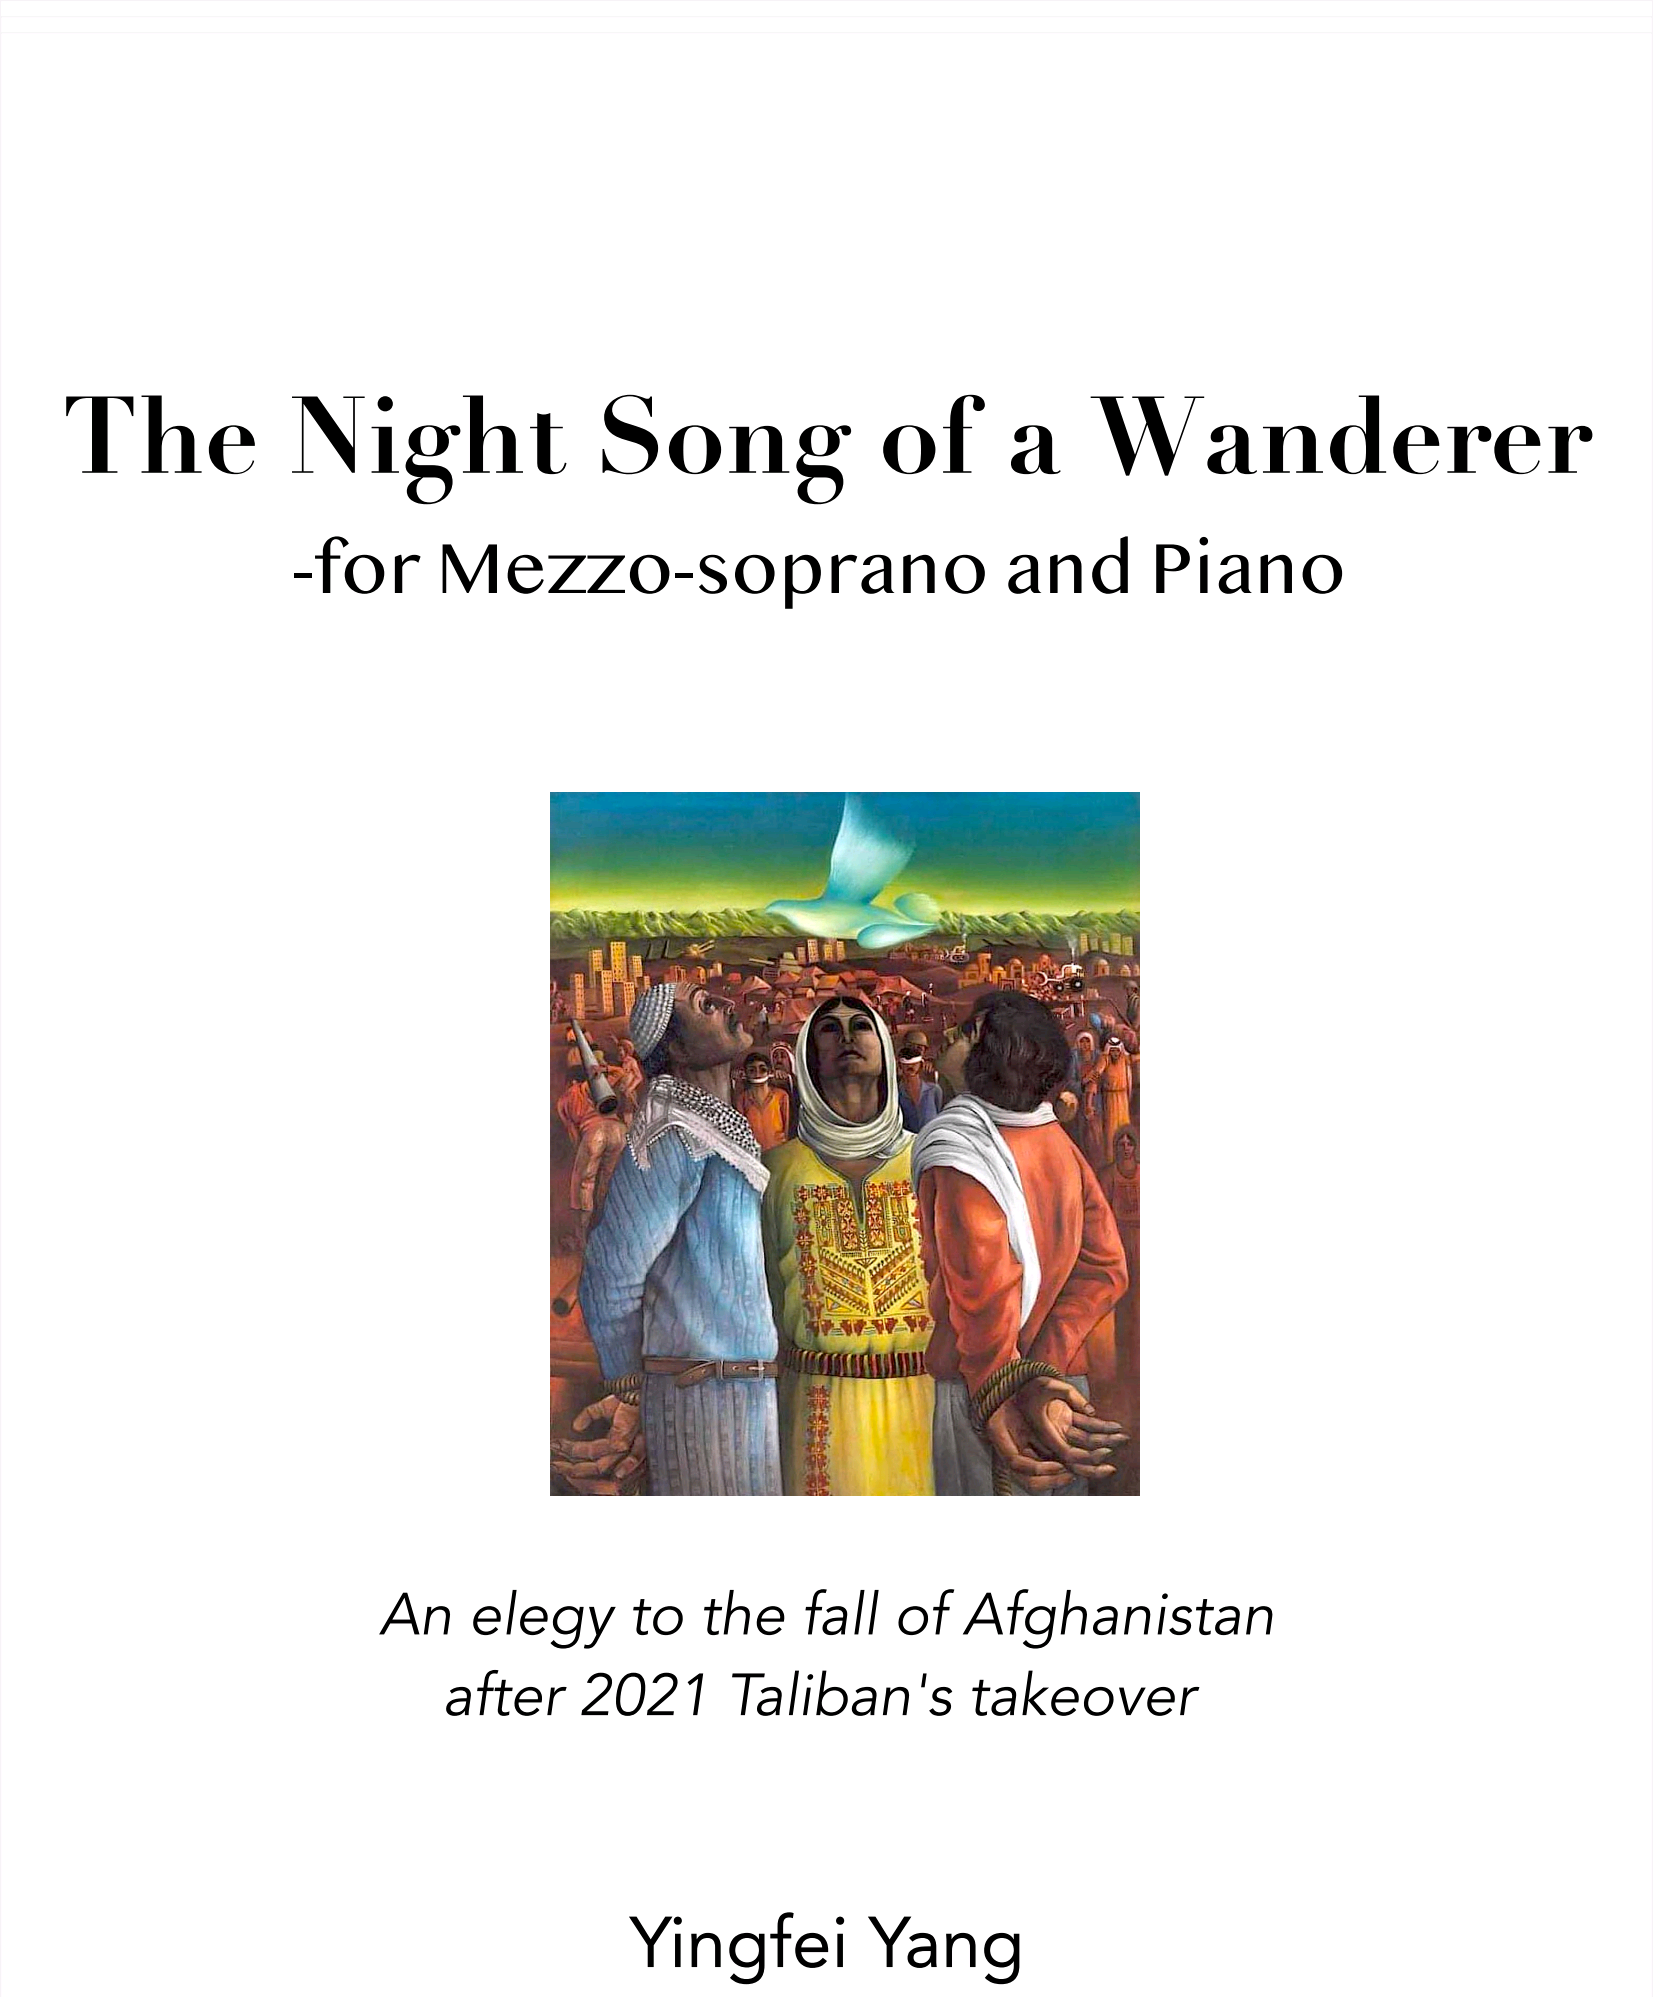 The Night Song of a Wanderer
-for Mezzo-soprano and Piano
An elegy to the fall of Afghanistan
after 2021 Taliban's takeover
Yingfei Yang